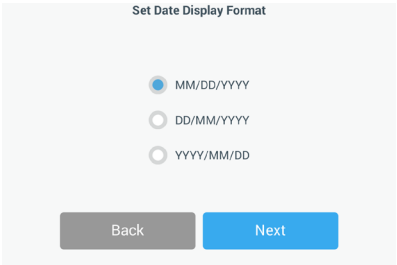 Set Date Display Format
MM/DD/YYYY
DD/MM/YYYY
YYYY/MM/DD
Back Next